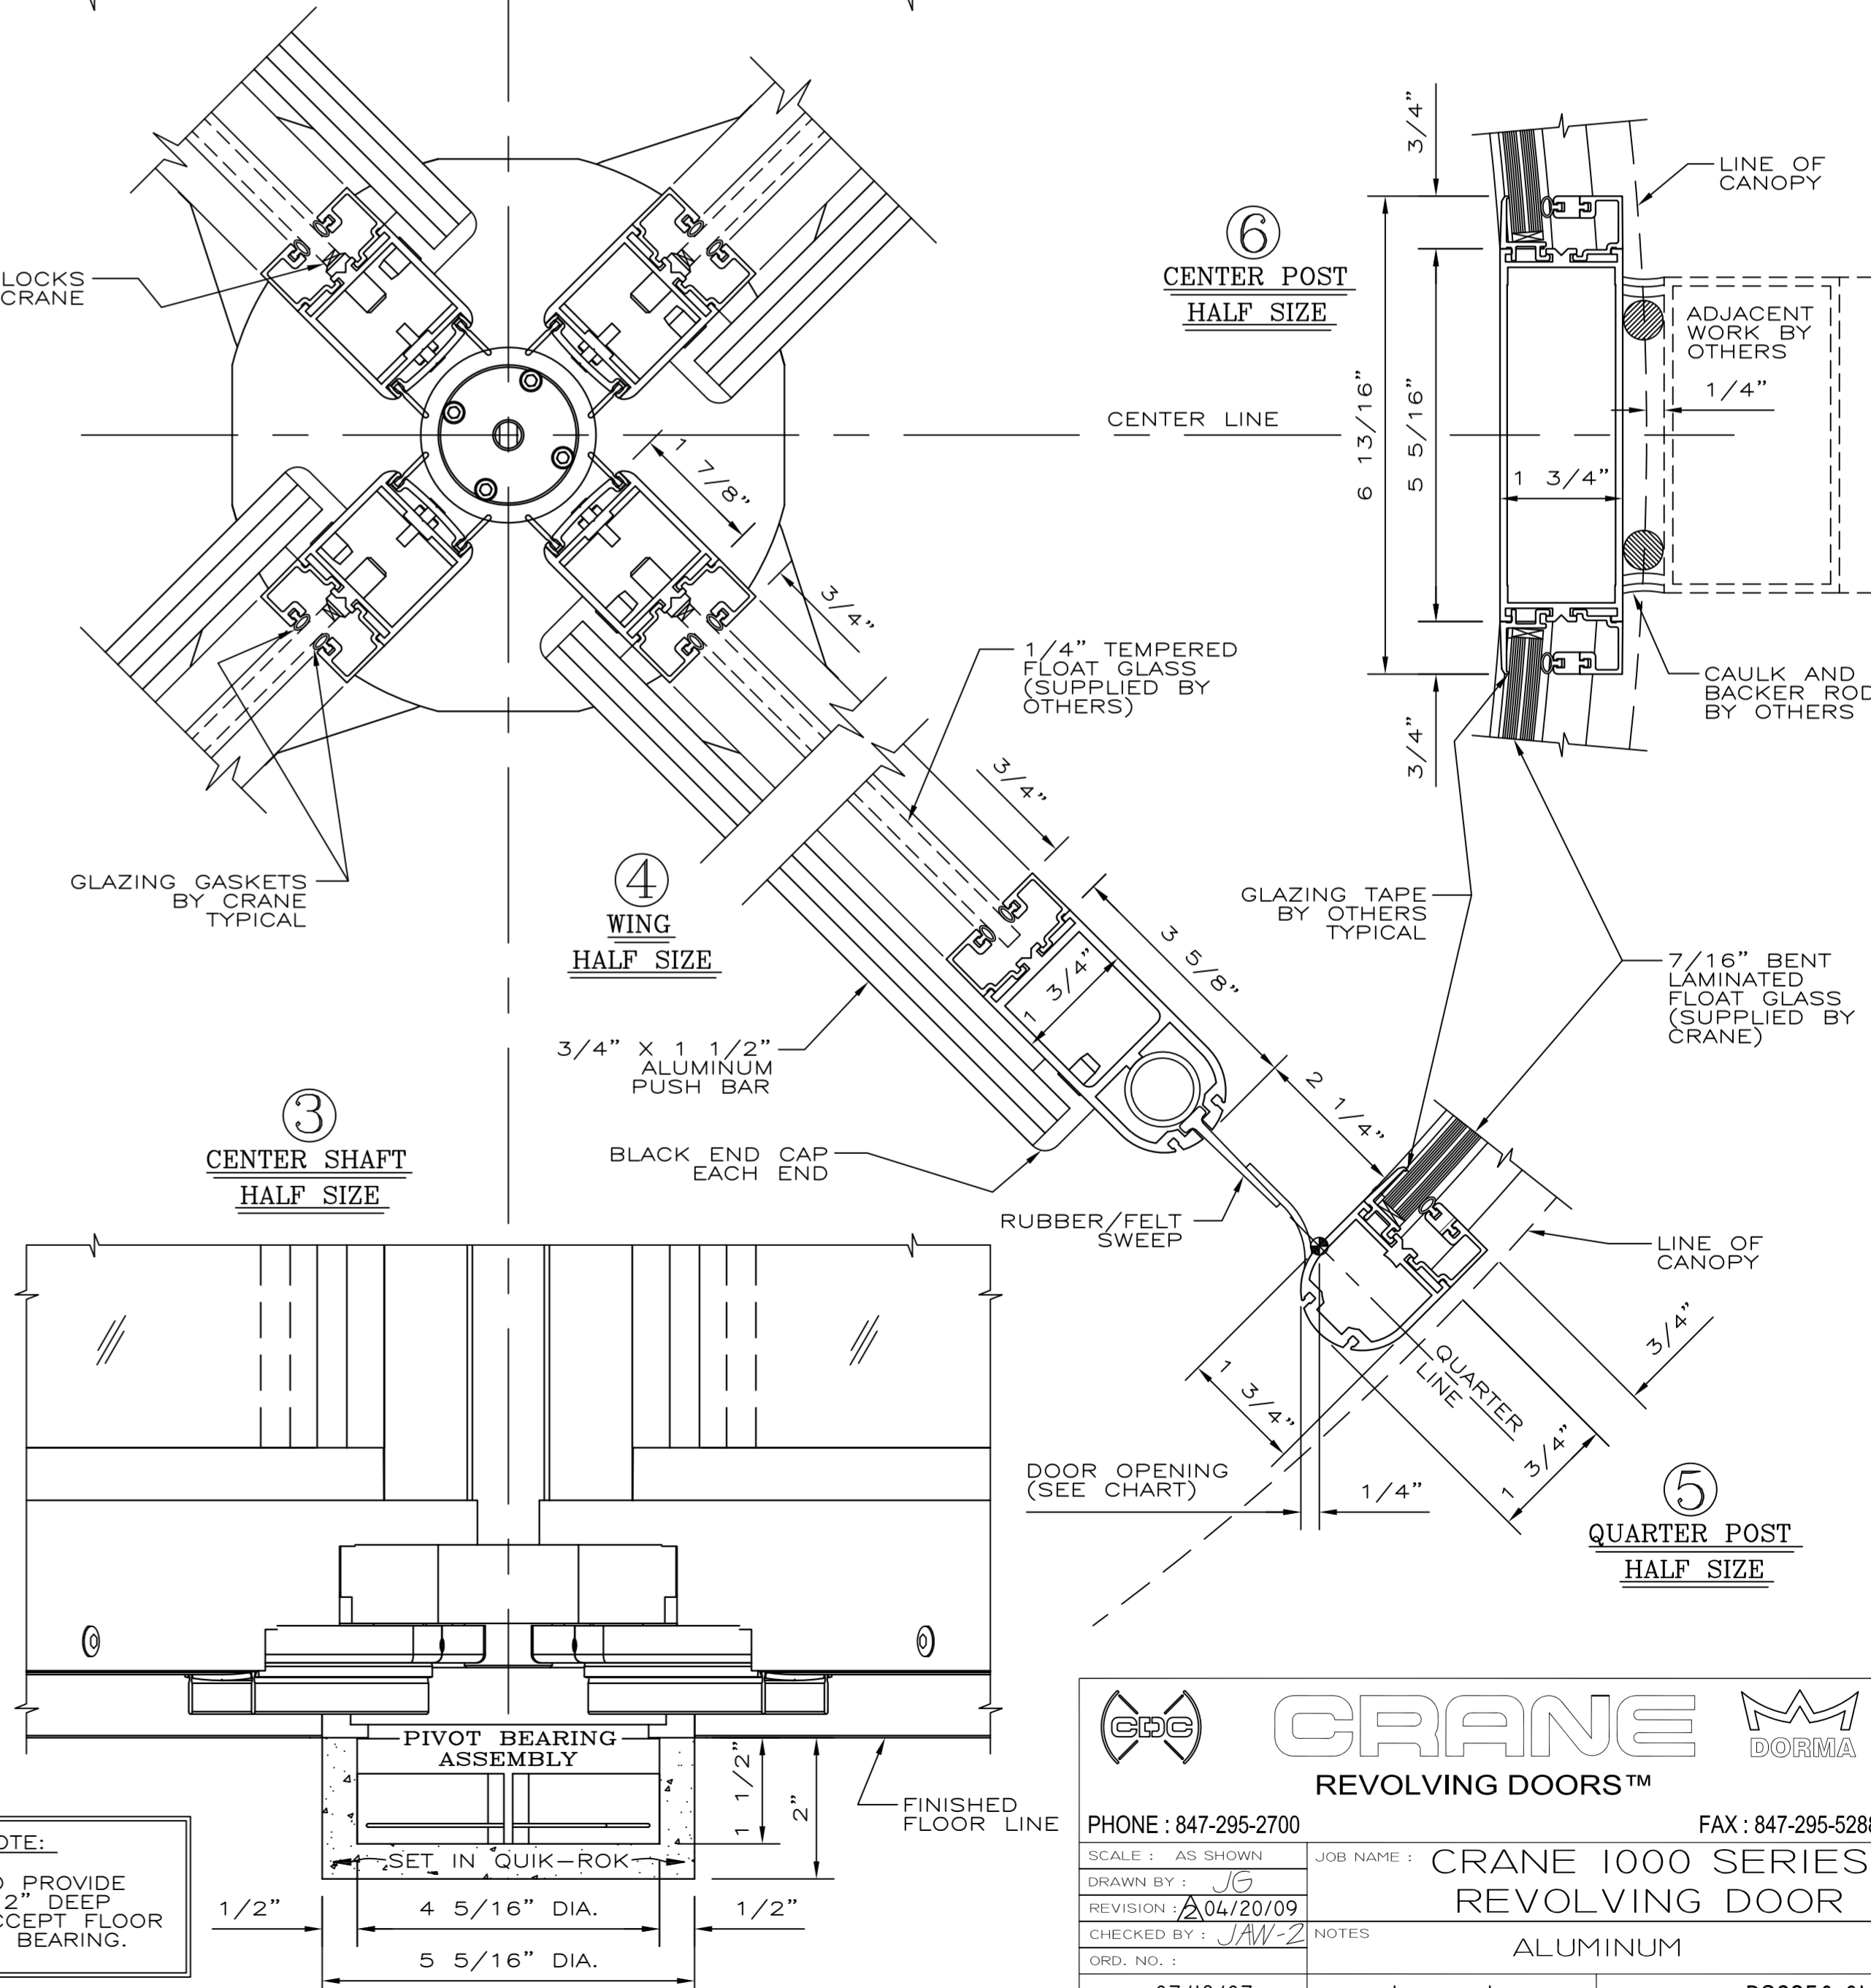 LOCKS
CRANE
GLAZING GASKETS
BY CRANE
TYPICAL
1 7/8"
3/4"
1/4" TEMPERED
FLOAT GLASS
(SUPPLIED BY
OTHERS)
CENTER LINE
6
CENTER POST
HALF SIZE
3/4"
6 13/16"
5 5/16"
1 3/4"
3/4"
LINE OF
CANOPY
ADJACENT
WORK BY
OTHERS
1/4"
CAULK AND
BACKER ROD
BY OTHERS
4
WING
HALF SIZE
3/4"
3 5/8"
1 3/4"
2 1/4"
3/4" X 1 1/2"
ALUMINUM
PUSH BAR
BLACK END CAP
EACH END
RUBBER/FELT
SWEEP
GLAZING TAPE
BY OTHERS
TYPICAL
7/16" BENT
LAMINATED
FLOAT GLASS
(SUPPLIED BY
CRANE)
LINE OF
CANOPY
3/4"
QUARTER
LINE
1 3/4"
1 3/4"
DOOR OPENING
(SEE CHART)
1/4"
5
QUARTER POST
HALF SIZE
3
CENTER SHAFT
HALF SIZE
PIVOT BEARING
ASSEMBLY
1 1/2"
2"
FINISHED
FLOOR LINE
SET IN QUIK-ROK
1/2"
4 5/16" DIA.
1/2"
5 5/16" DIA.
OTE:
PROVIDE
2" DEEP
CCEPT FLOOR
BEARING.
CDC
CRANE
DORMA
REVOLVING DOORS™
PHONE : 847-295-2700
FAX : 847-295-5288
SCALE : AS SHOWN
DRAWN BY : JG
REVISION : 2 04/20/09
CHECKED BY : JAW-2
ORD. NO. :
JOB NAME : CRANE 1000 SERIES
REVOLVING DOOR
NOTES
ALUMINUM